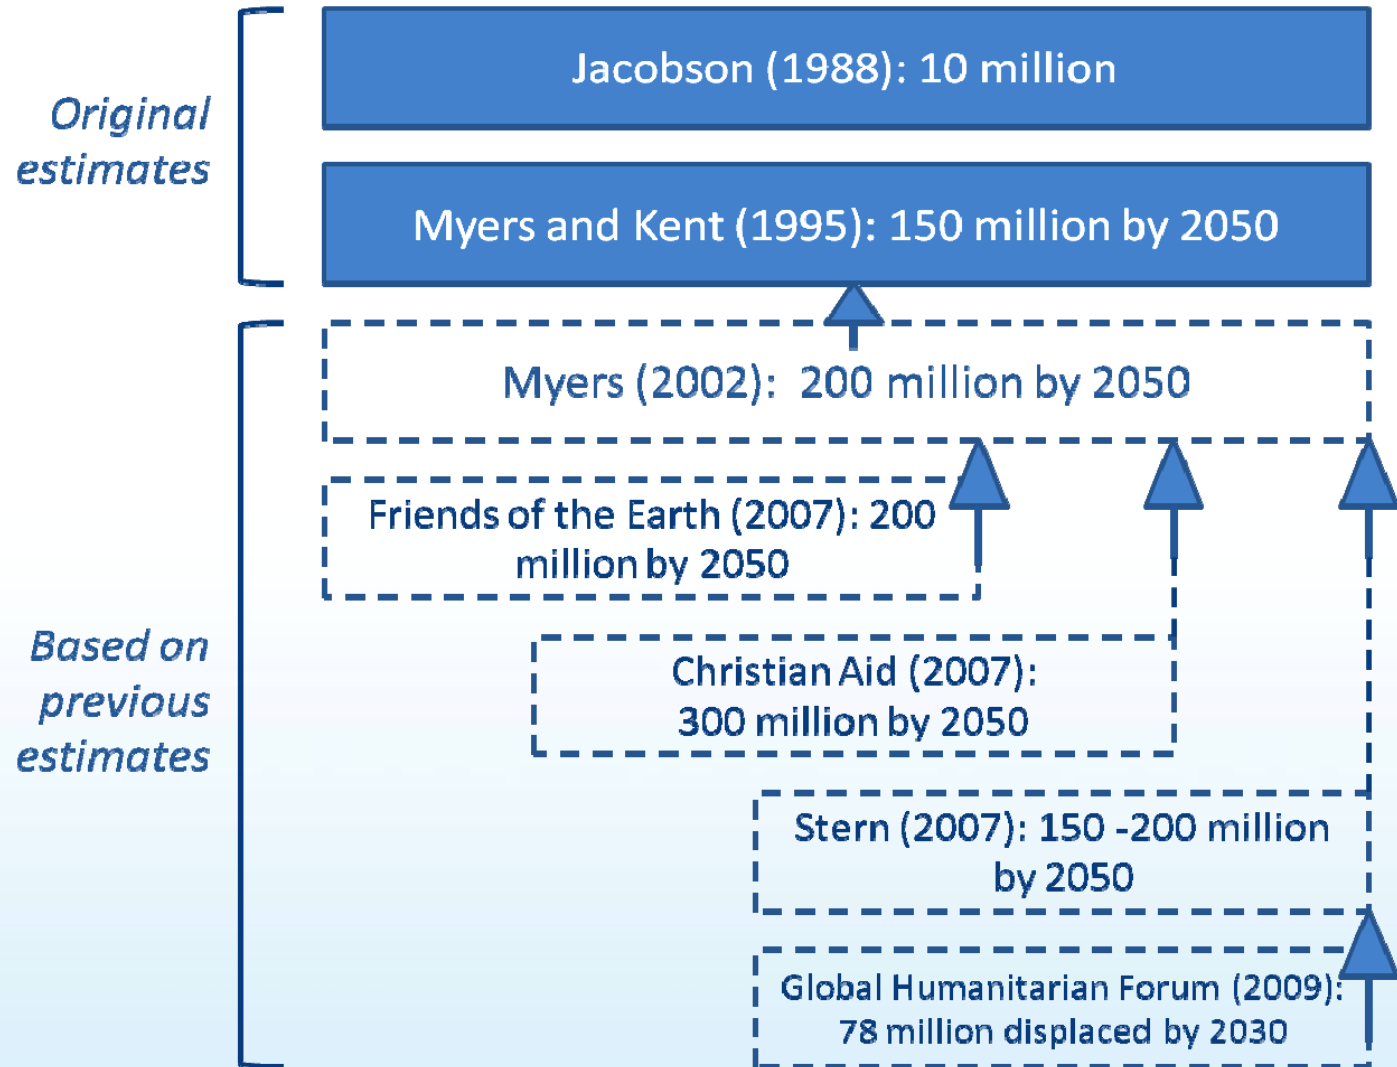 Original
estimates
Jacobson (1988): 10 million
Myers and Kent (1995): 150 million by 2050
Based on
previous
estimates
Myers (2002):  200 million by 2050
Friends of the Earth (2007): 200
million by 2050
Christian Aid (2007):
300 million by 2050
Stern (2007): 150 -200 million
by 2050
Global Humanitarian Forum (2009):
78 million displaced by 2030